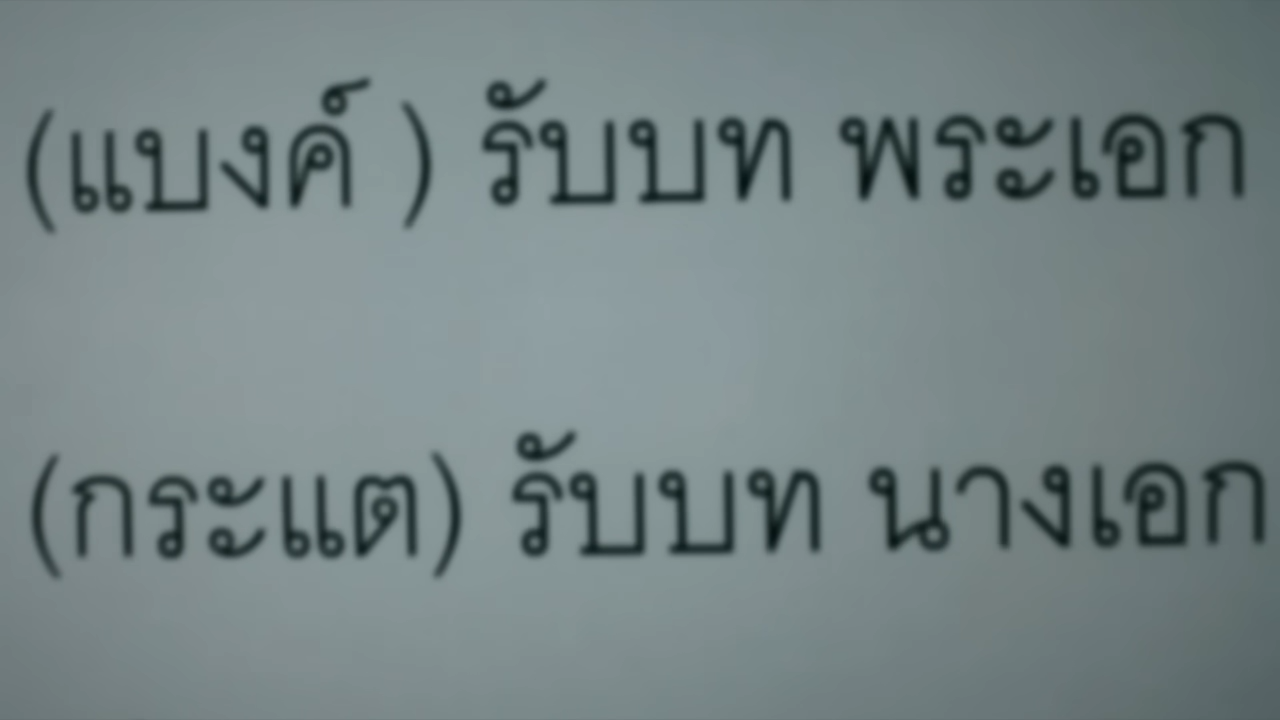 (แบงค์ ) รับบท พระเอก
(กระแต) รับบท นางเอก